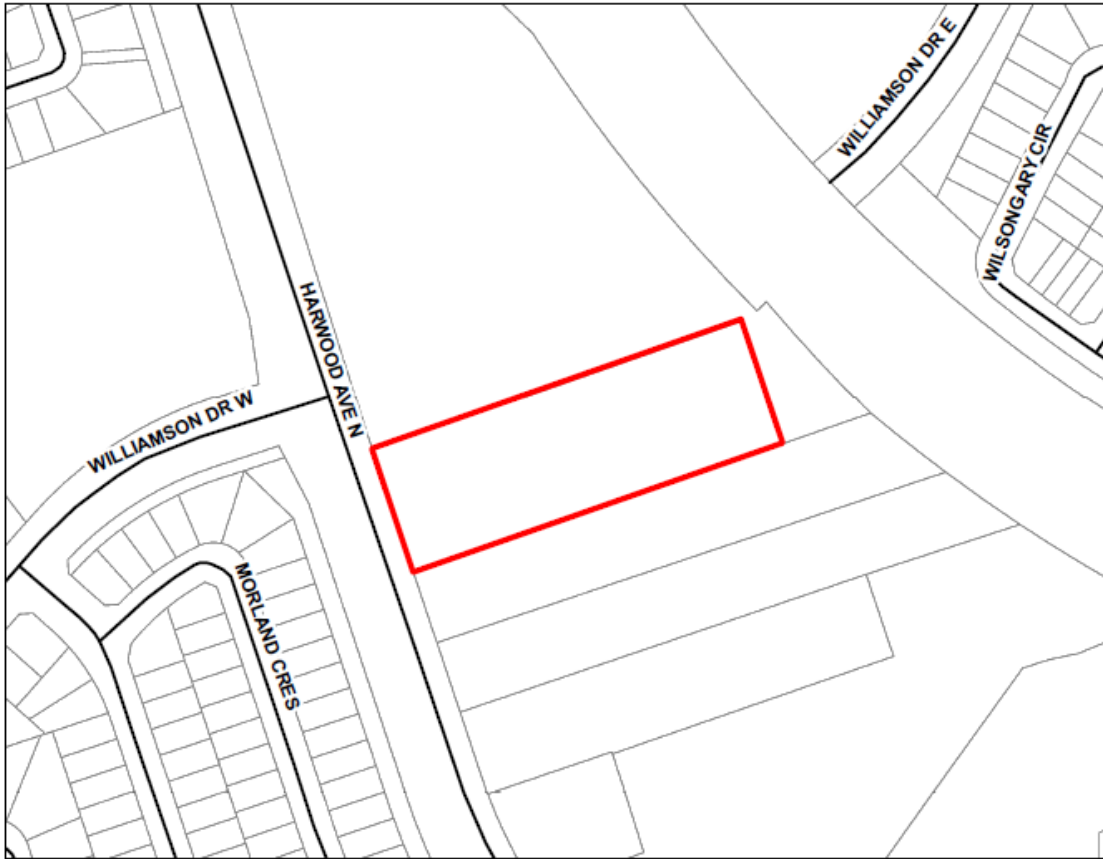 WILLIAMSON DR E
WILSONGARY CIR
HARWOOD AVE N
WILLIAMSON DR W
MORLAND CRES